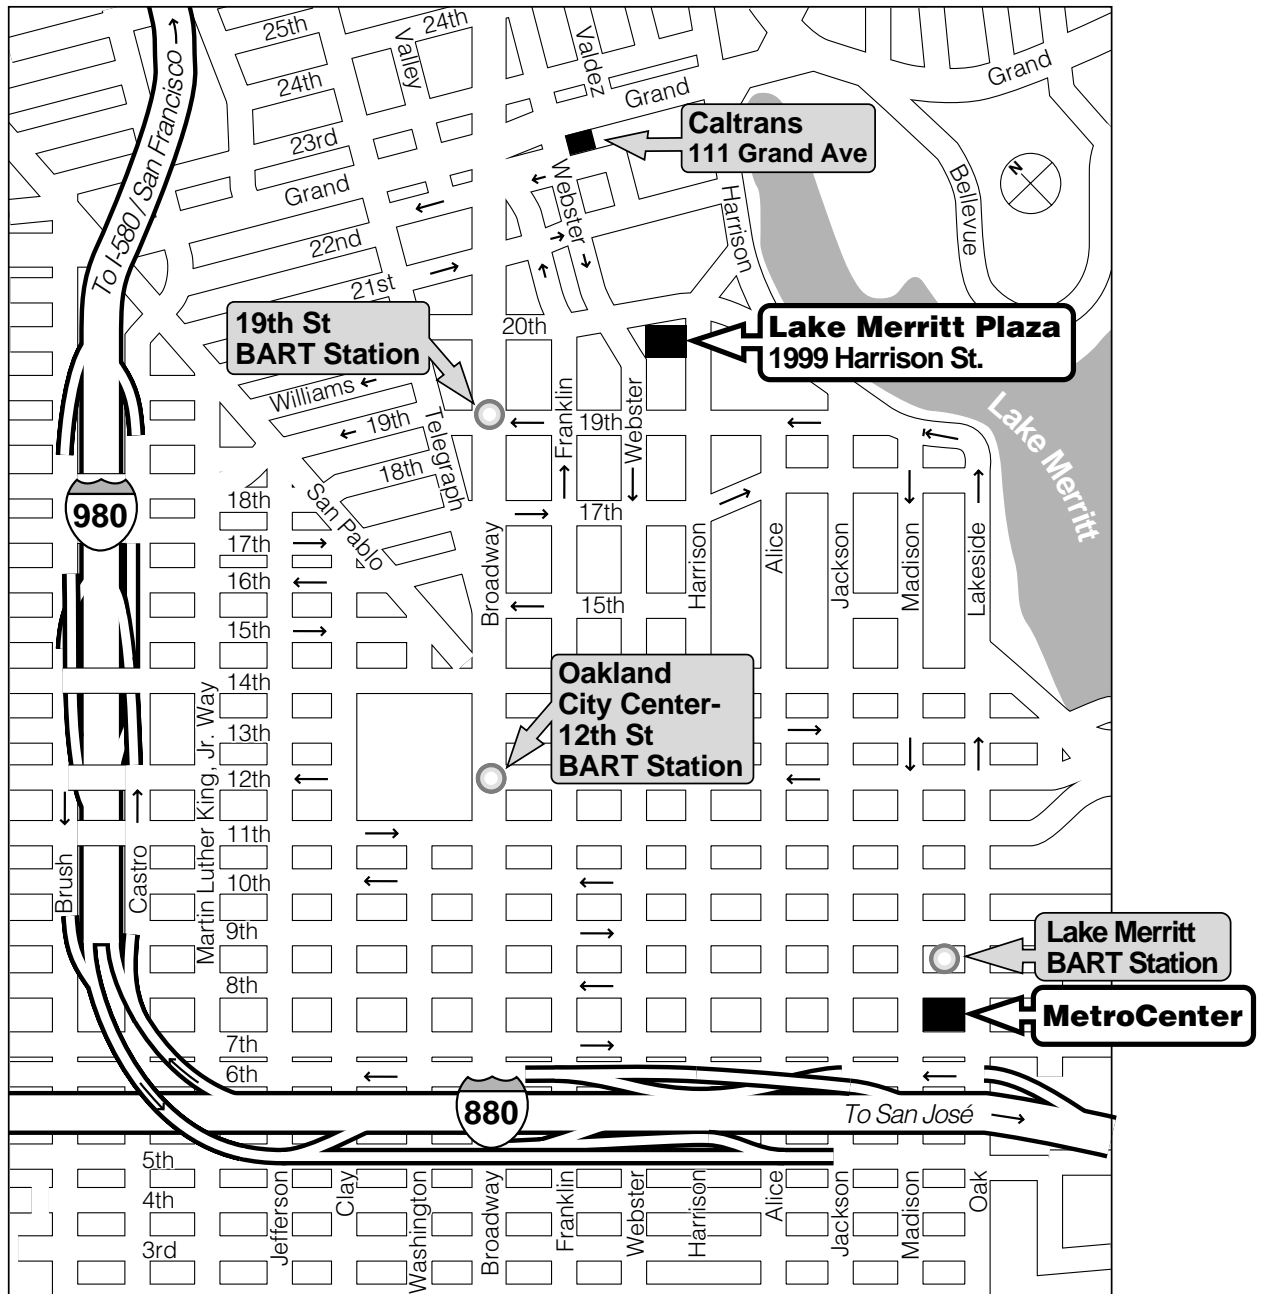 25th
24th
24th
23rd
Valley
Valdez
Grand
Grand
Grand
Caltrans
111 Grand Ave
Webster
Harrison
Bellevue
N
To I-580 / San Francisco
22nd
21st
19th St
BART Station
20th
Lake Merritt Plaza
1999 Harrison St.
Williams
19th
18th
Telegraph
San Pablo
Franklin
19th
Webster
Lake Merritt
980
18th
17th
16th
15th
17th
15th
Broadway
Harrison
Alice
Jackson
Madison
Lakeside
14th
13th
12th
Martin Luther King, Jr. Way
Oakland
City Center-
12th St
BART Station
11th
10th
9th
8th
7th
6th
Brush
Castro
Lake Merritt
BART Station
MetroCenter
880
To San José
5th
4th
3rd
Jefferson
Clay
Washington
Broadway
Franklin
Webster
Harrison
Alice
Jackson
Madison
Oak